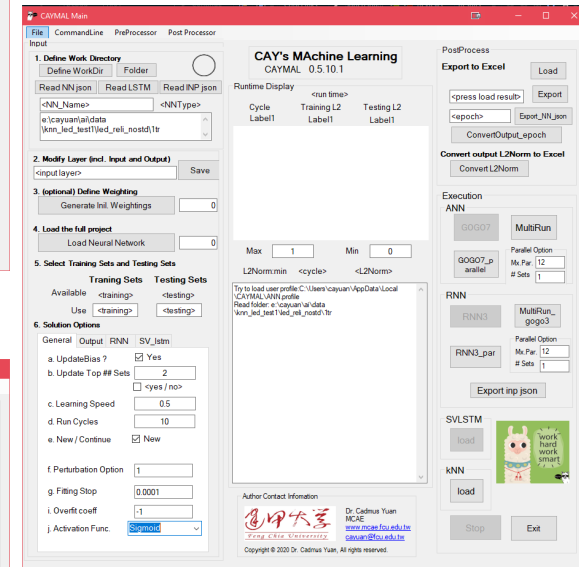 CAYMAL Main
File CommandLine PreProcessor Post Processor
Input
1. Define Work Directory
Define WorkDir Folder
Read NN json Read LSTM Read INP json
<NN_Name> <NNType>
e:\cayuan\ai\data
\knn_led_test1\led_reli_nostd\1tr
2. Modify Layer (incl. Input and Output)
<input layer> Save
3. (optional) Define Weighting
Generate Inil. Weightings 0
4. Load the full project
Load Neural Network 0
5. Select Training Sets and Testing Sets
Traning Sets Testing Sets
Available <training> <testing>
Use <training> <testing>
6. Solution Options
General Output RNN SV_lstm
a. UpdateBias ? Yes
b. Update Top ## Sets 2
<yes / no>
c. Learning Speed 0.5
d. Run Cycles 10
e. New / Continue New
f. Perturbation Option 1
g. Fitting Stop 0.0001
i. Overfit coeff -1
j. Activation Func. Sigmoid
CAY's MAchine Learning
CAYMAL 0.5.10.1
Runtime Display
<run time>
Cycle Training L2 Testing L2
Label1 Label1 Label1
Max 1 Min 0
L2Norm:min <cycle> <L2Norm>
Try to load user profile:C:\Users\cayuan\AppData\Local
\CAYMAL\ANN.profile
Read folder: e:\cayuan\ai\data
\knn_led_test1\led_reli_nostd\1tr
Author Contact Infomation
逢甲大學
Feng Chia University
Dr. Cadmus Yuan
MCAE
www.mcae.fcu.edu.tw
cayuan@fcu.edu.tw
Copyright © 2020 Dr. Cadmus Yuan, All rights reserved.
PostProcess
Export to Excel
Load
<press load result> Export
<epoch> Export_NN_json
ConvertOutput_epoch
Convert output L2Norm to Excel
Convert L2Norm
Execution
ANN
GOGO7 MultiRun
GOGO7_p
arallel
Parallel Option
Mx.Par. 12
# Sets 1
RNN
RNN3 MultiRun_
gogo3
RNN3_par
Parallel Option
Mx.Par. 12
# Sets 1
Export inp json
SVLSTM
load
work
hard
work
smart
kNN
load
Stop Exit